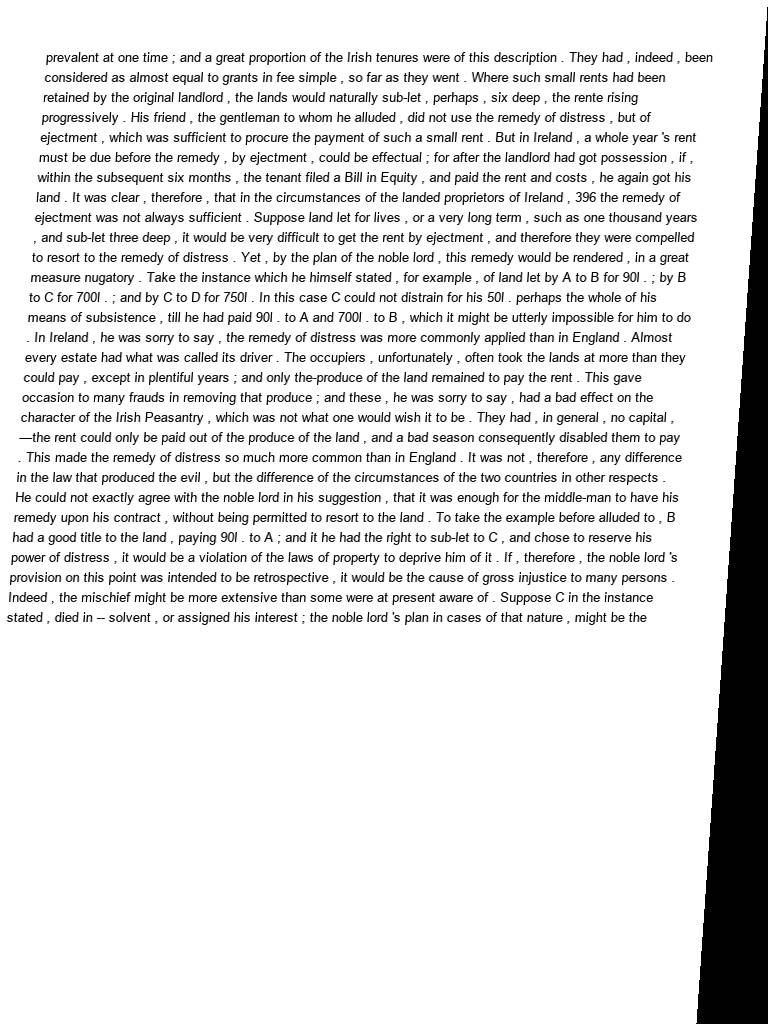 prevalent at one time ; and a great proportion of the Irish tenures were of this description . They had , indeed , been
considered as almost equal to grants in fee simple , so far as they went . Where such small rents had been
retained by the original landlord , the lands would naturally sub-let , perhaps , six deep , the rente rising
progressively . His friend , the gentleman to whom he alluded , did not use the remedy of distress , but of
ejectment , which was sufficient to procure the payment of such a small rent . But in Ireland , a whole year 's rent
must be due before the remedy , by ejectment , could be effectual ; for after the landlord had got possession , if ,
within the subsequent six months , the tenant filed a Bill in Equity , and paid the rent and costs , he again got his
land . It was clear , therefore , that in the circumstances of the landed proprietors of Ireland , 396 the remedy of
ejectment was not always sufficient . Suppose land let for lives , or a very long term , such as one thousand years
, and sub-let three deep , it would be very difficult to get the rent by ejectment , and therefore they were compelled
to resort to the remedy of distress . Yet , by the plan of the noble lord , this remedy would be rendered , in a great
measure nugatory . Take the instance which he himself stated , for example , of land let by A to B for 90l . ; by B
to C for 700l . ; and by C to D for 750l . In this case C could not distrain for his 50l . perhaps the whole of his
means of subsistence , till he had paid 90l . to A and 700l . to B , which it might be utterly impossible for him to do
. In Ireland , he was sorry to say , the remedy of distress was more commonly applied than in England . Almost
every estate had what was called its driver . The occupiers , unfortunately , often took the lands at more than they
could pay , except in plentiful years ; and only the-produce of the land remained to pay the rent . This gave
occasion to many frauds in removing that produce ; and these , he was sorry to say , had a bad effect on the
character of the Irish Peasantry , which was not what one would wish it to be . They had , in general , no capital ,
—the rent could only be paid out of the produce of the land , and a bad season consequently disabled them to pay
. This made the remedy of distress so much more common than in England . It was not , therefore , any difference
in the law that produced the evil , but the difference of the circumstances of the two countries in other respects .
He could not exactly agree with the noble lord in his suggestion , that it was enough for the middle-man to have his
remedy upon his contract , without being permitted to resort to the land . To take the example before alluded to , B
had a good title to the land , paying 90l . to A ; and it he had the right to sub-let to C , and chose to reserve his
power of distress , it would be a violation of the laws of property to deprive him of it . If , therefore , the noble lord 's
provision on this point was intended to be retrospective , it would be the cause of gross injustice to many persons .
Indeed , the mischief might be more extensive than some were at present aware of . Suppose C in the instance
stated , died in -- solvent , or assigned his interest ; the noble lord 's plan in cases of that nature , might be the